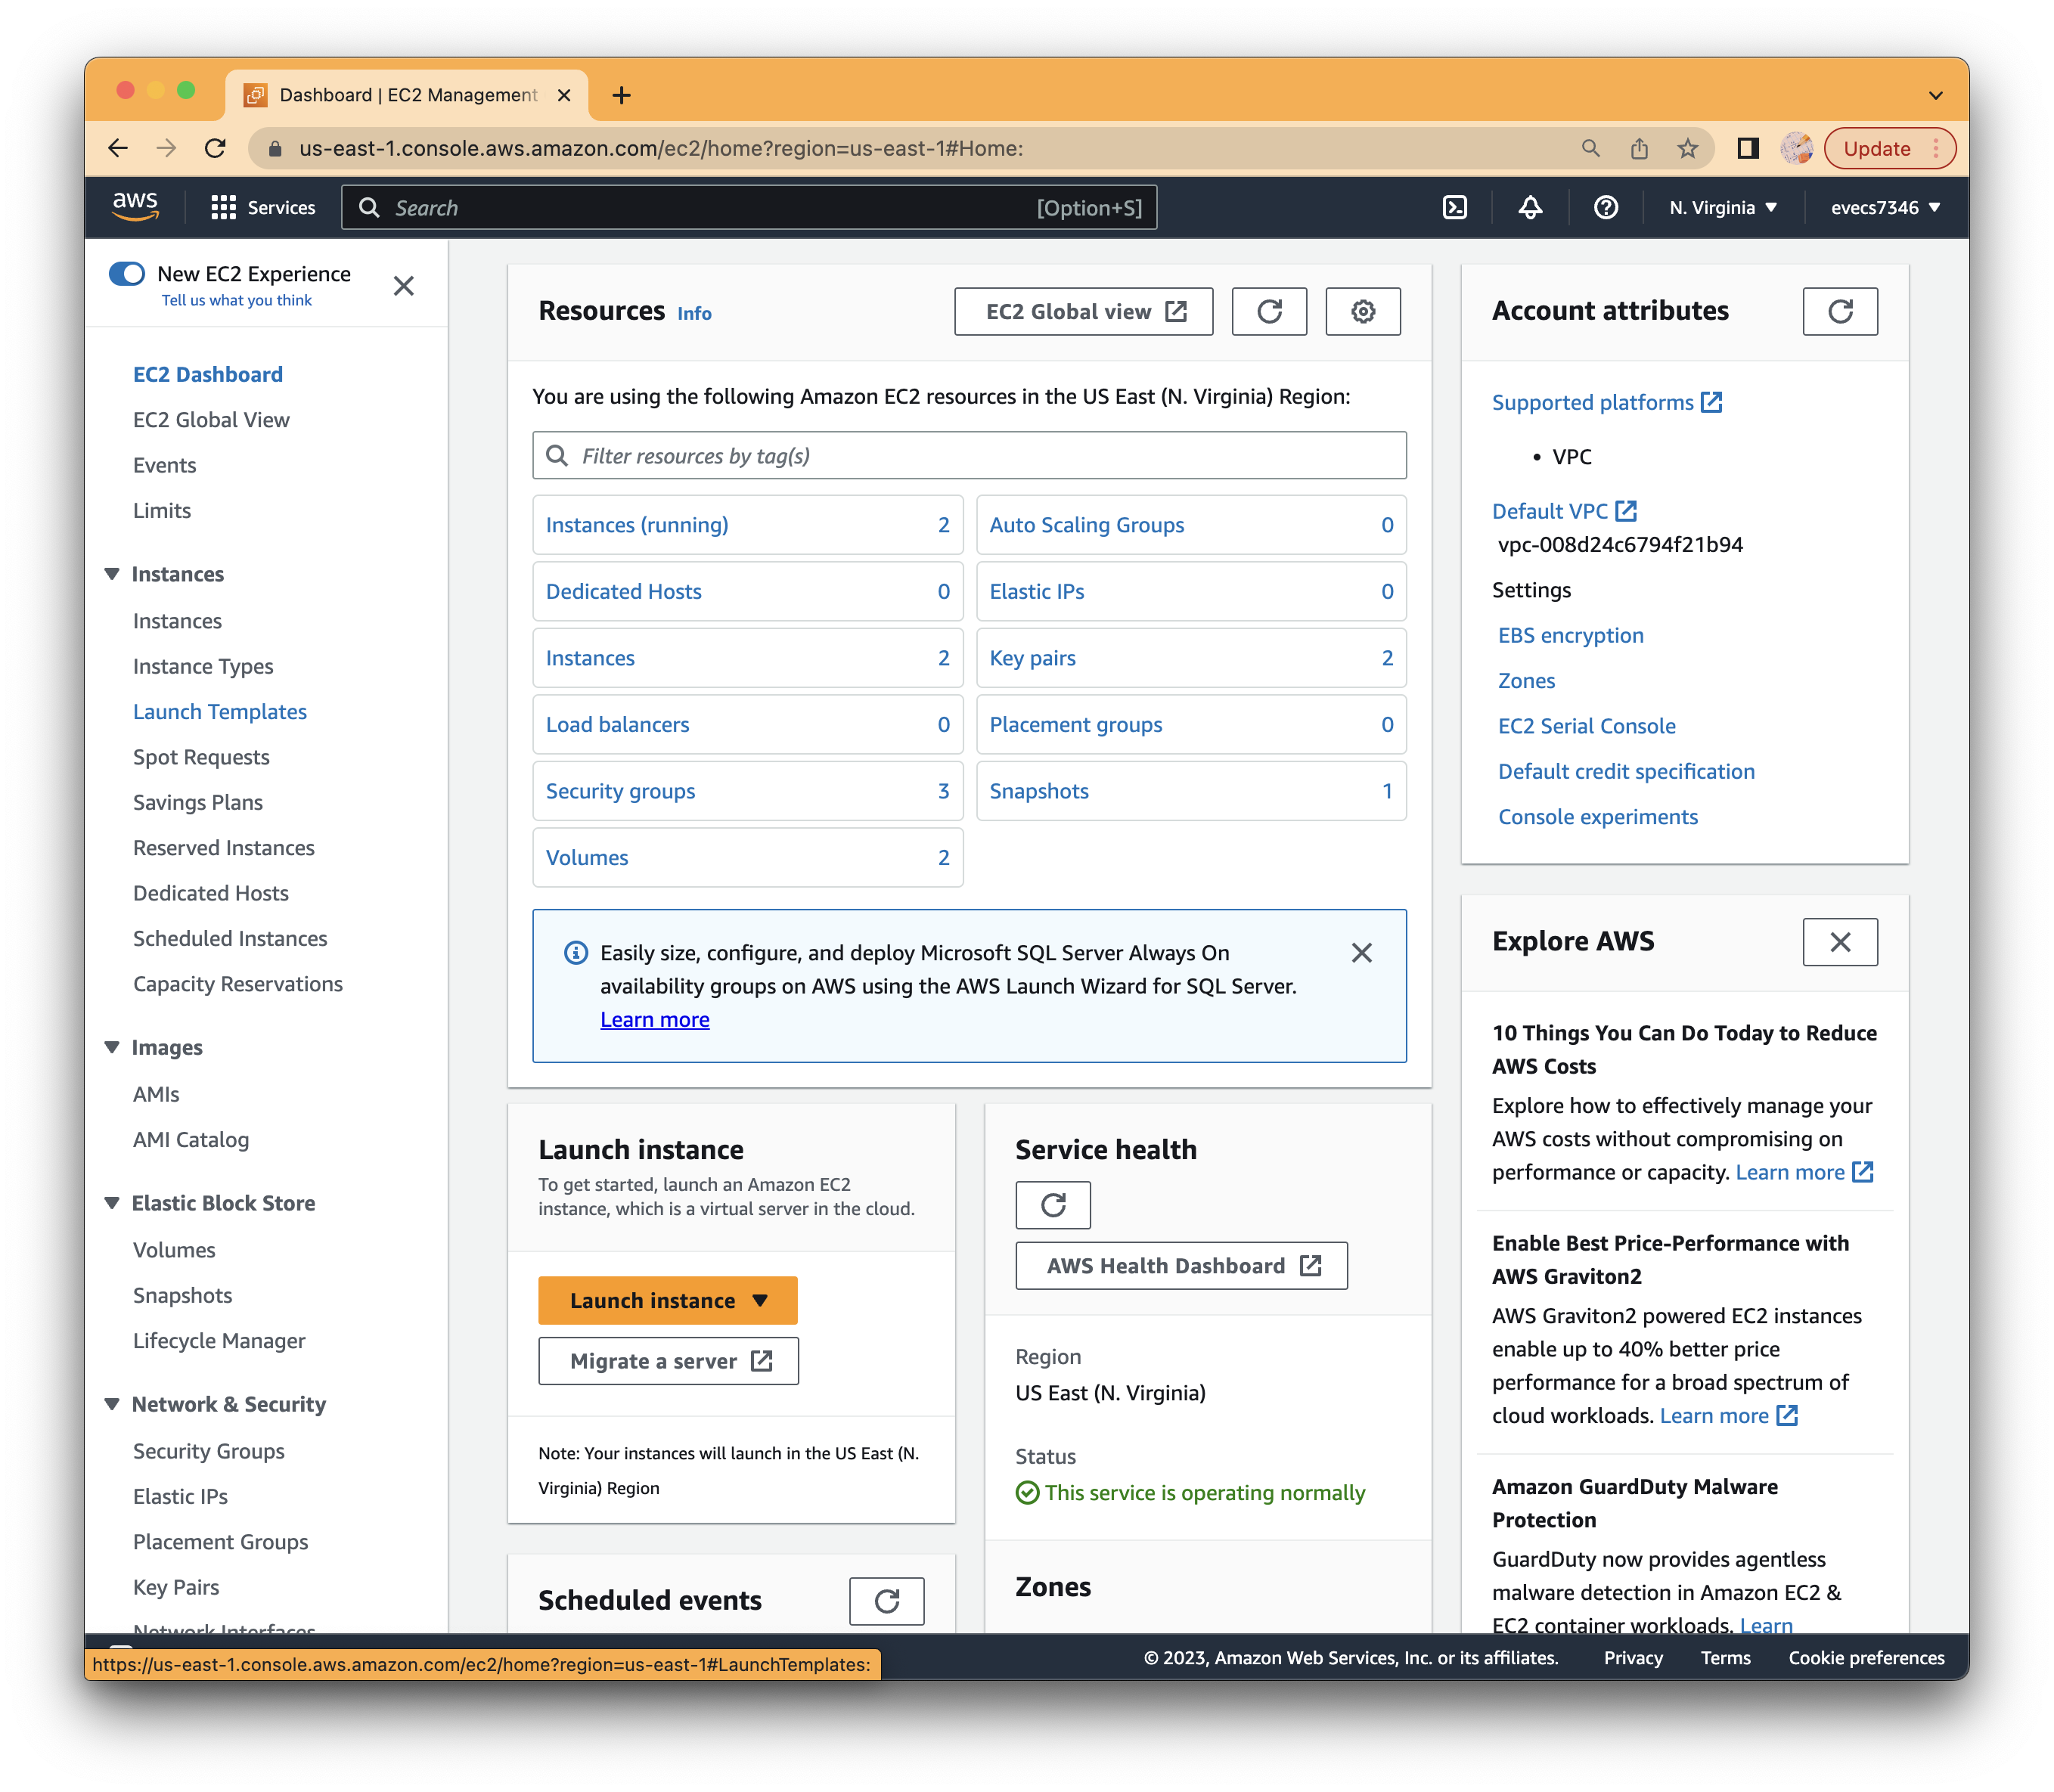 Dashboard | EC2 Management
us-east-1.console.aws.amazon.com/ec2/home?region=us-east-1#Home:
Update
aws
Services
Search
[Option+S]
N. Virginia
evecs7346
New EC2 Experience
Tell us what you think
EC2 Dashboard
EC2 Global View
Events
Limits
Instances
Instances
Instance Types
Launch Templates
Spot Requests
Savings Plans
Reserved Instances
Dedicated Hosts
Scheduled Instances
Capacity Reservations
Images
AMIs
AMI Catalog
Elastic Block Store
Volumes
Snapshots
Lifecycle Manager
Network & Security
Security Groups
Elastic IPs
Placement Groups
Key Pairs
Network Interfaces
Resources Info
EC2 Global view
You are using the following Amazon EC2 resources in the US East (N. Virginia) Region:
Filter resources by tag(s)
Instances (running) 2
Auto Scaling Groups 0
Dedicated Hosts 0
Elastic IPs 0
Instances 2
Key pairs 2
Load balancers 0
Placement groups 0
Security groups 3
Snapshots 1
Volumes 2
Easily size, configure, and deploy Microsoft SQL Server Always On
availability groups on AWS using the AWS Launch Wizard for SQL Server.
Learn more
Launch instance
To get started, launch an Amazon EC2
instance, which is a virtual server in the cloud.
Launch instance
Migrate a server
Note: Your instances will launch in the US East (N.
Virginia) Region
Scheduled events
Service health
AWS Health Dashboard
Region
US East (N. Virginia)
Status
This service is operating normally
Zones
Account attributes
Supported platforms
• VPC
Default VPC
vpc-008d24c6794f21b94
Settings
EBS encryption
Zones
EC2 Serial Console
Default credit specification
Console experiments
Explore AWS
10 Things You Can Do Today to Reduce
AWS Costs
Explore how to effectively manage your
AWS costs without compromising on
performance or capacity. Learn more
Enable Best Price-Performance with
AWS Graviton2
AWS Graviton2 powered EC2 instances
enable up to 40% better price
performance for a broad spectrum of
cloud workloads. Learn more
Amazon GuardDuty Malware
Protection
GuardDuty now provides agentless
malware detection in Amazon EC2 &
EC2 container workloads. Learn
https://us-east-1.console.aws.amazon.com/ec2/home?region=us-east-1#LaunchTemplates:
© 2023, Amazon Web Services, Inc. or its affiliates.
Privacy
Terms
Cookie preferences